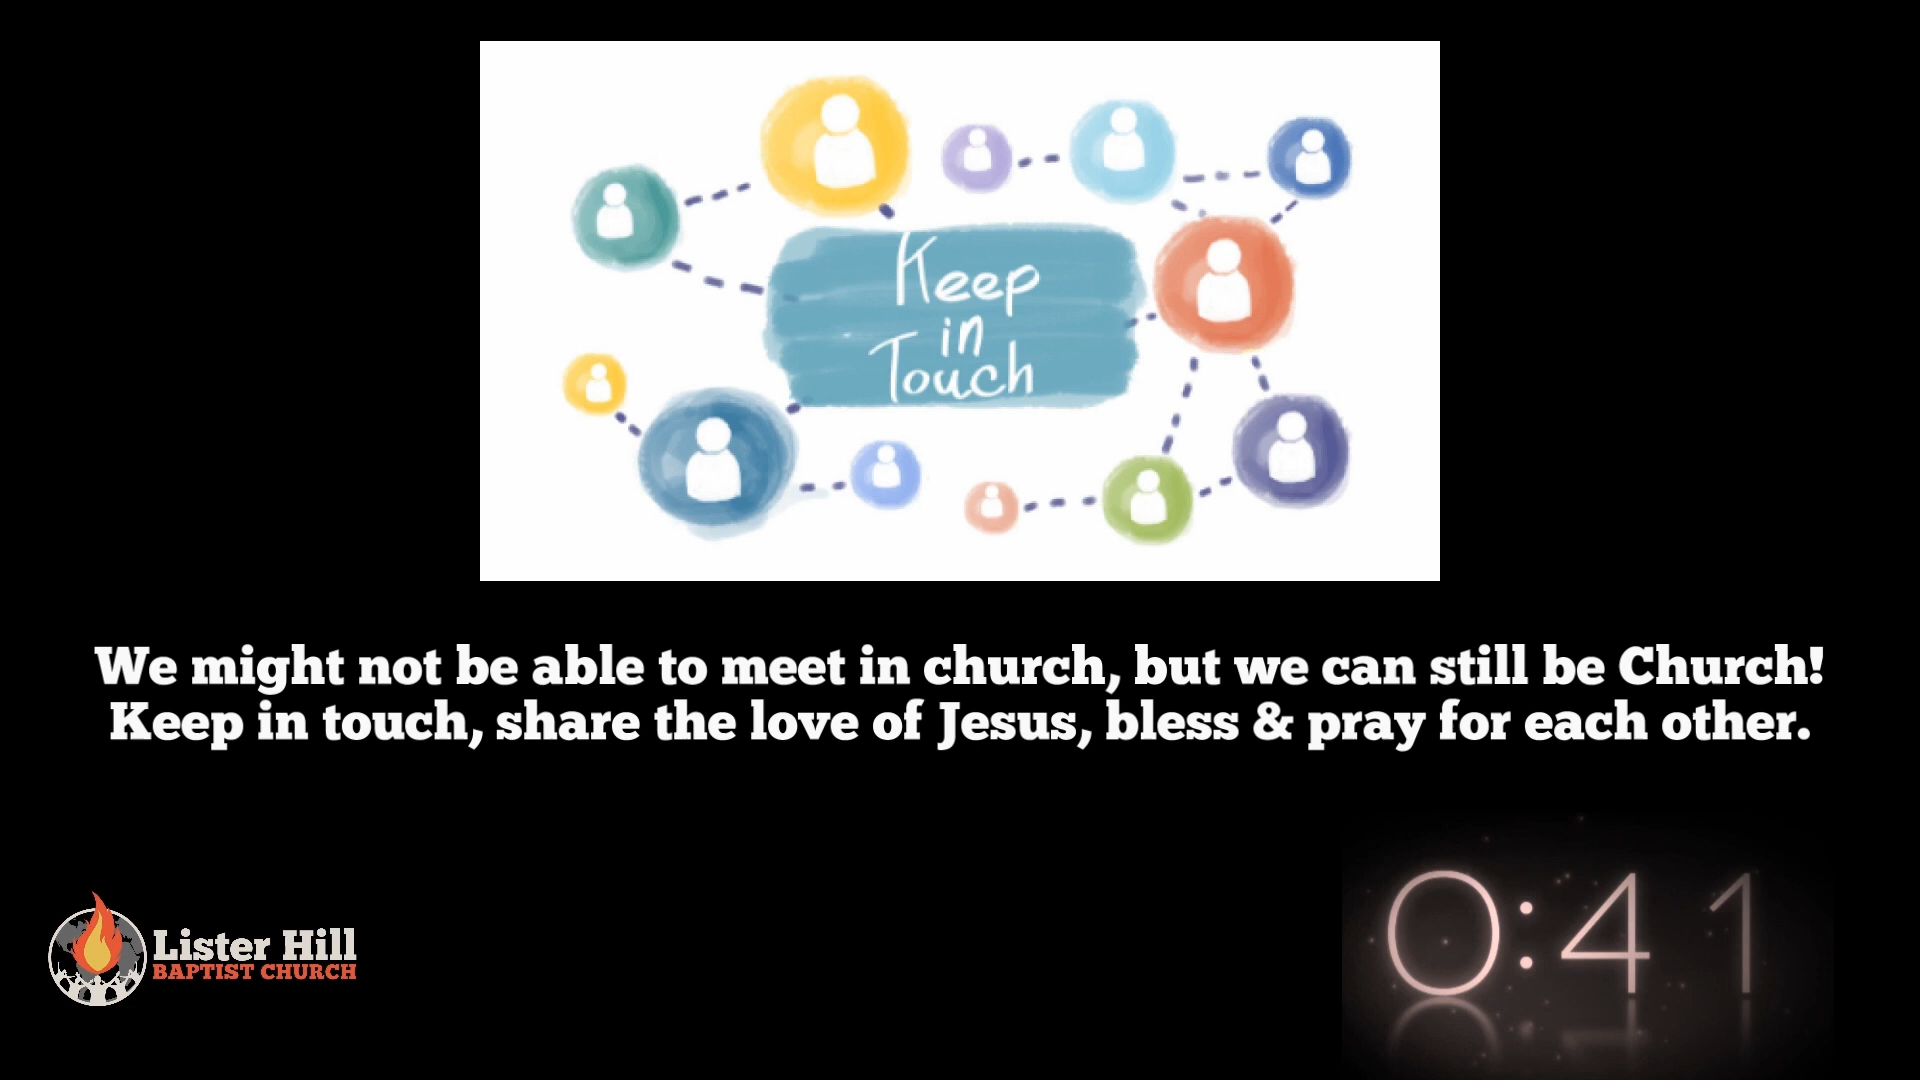 Keep
in
Touch
We might not be able to meet in church, but we can still be Church!
Keep in touch, share the love of Jesus, bless & pray for each other.
Lister Hill
BAPTIST CHURCH
0:41